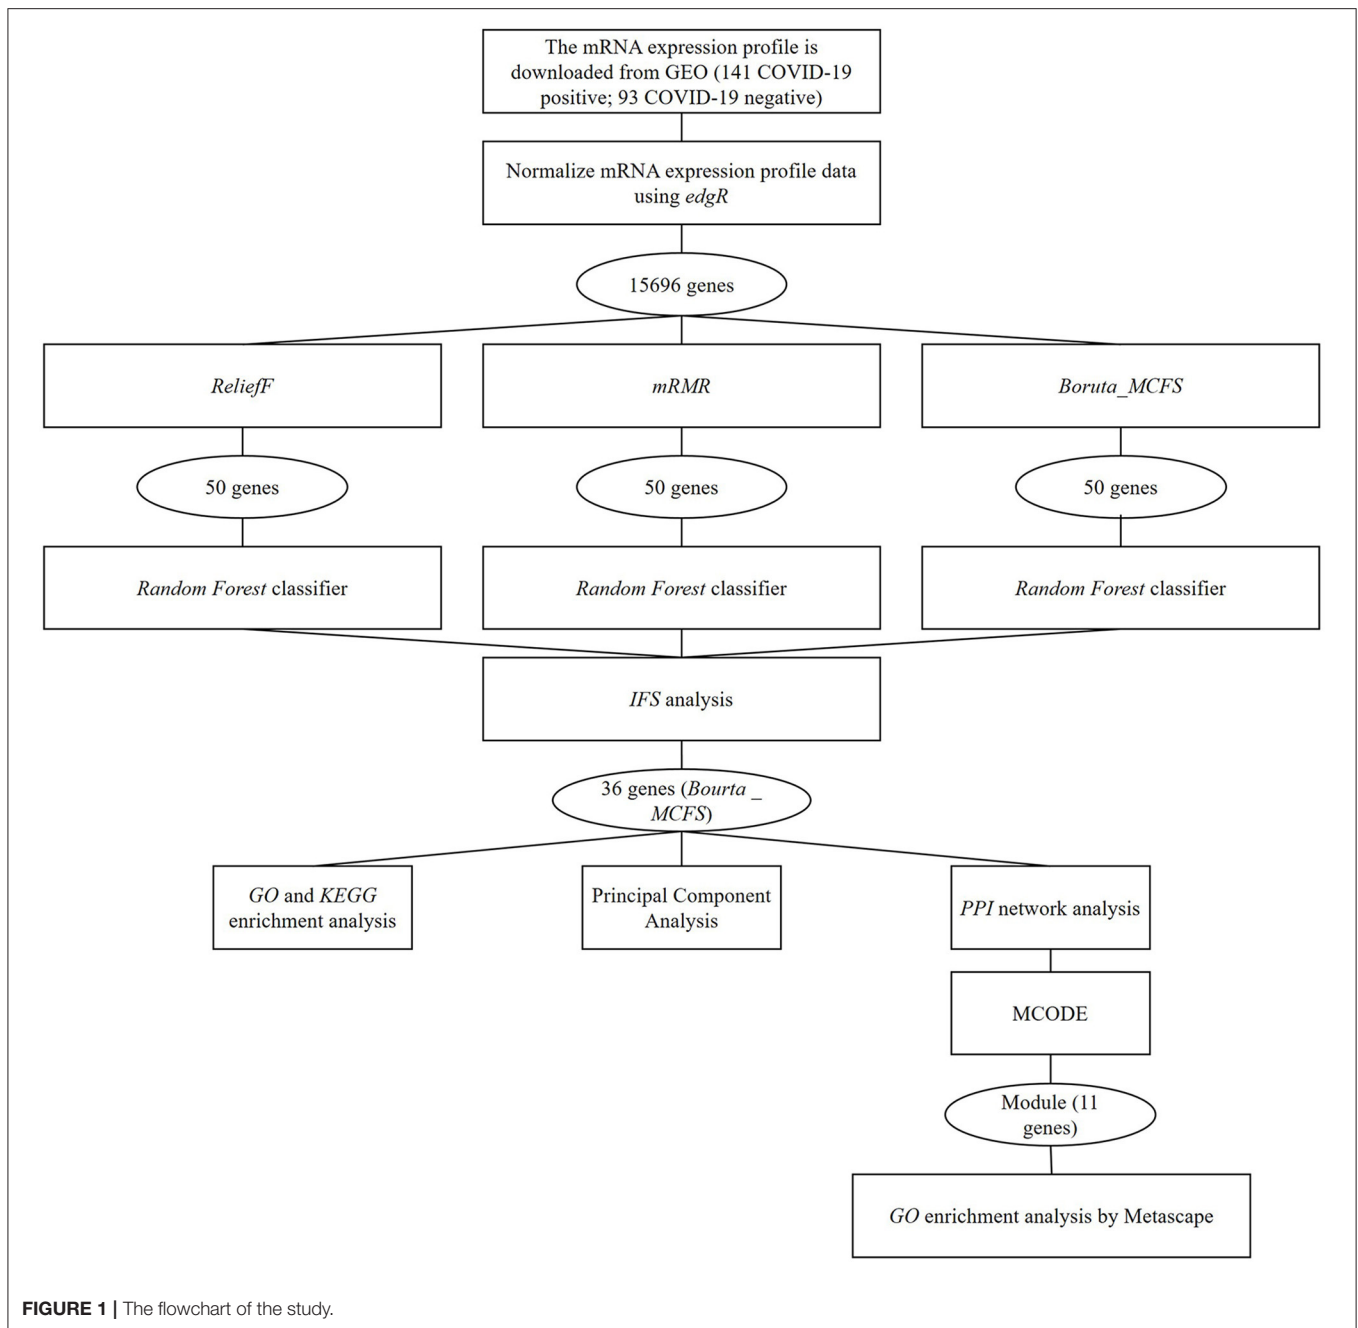 The mRNA expression profile is
downloaded from GEO (141 COVID-19
positive; 93 COVID-19 negative)
Normalize mRNA expression profile data
using edgR
15696 genes
ReliefF
mRMR
Boruta_MCFS
50 genes
50 genes
50 genes
Random Forest classifier
Random Forest classifier
Random Forest classifier
IFS analysis
36 genes (Bourta _
MCFS)
GO and KEGG
enrichment analysis
Principal Component
Analysis
PPI network analysis
MCODE
Module (11
genes)
GO enrichment analysis by Metascape
FIGURE 1 | The flowchart of the study.